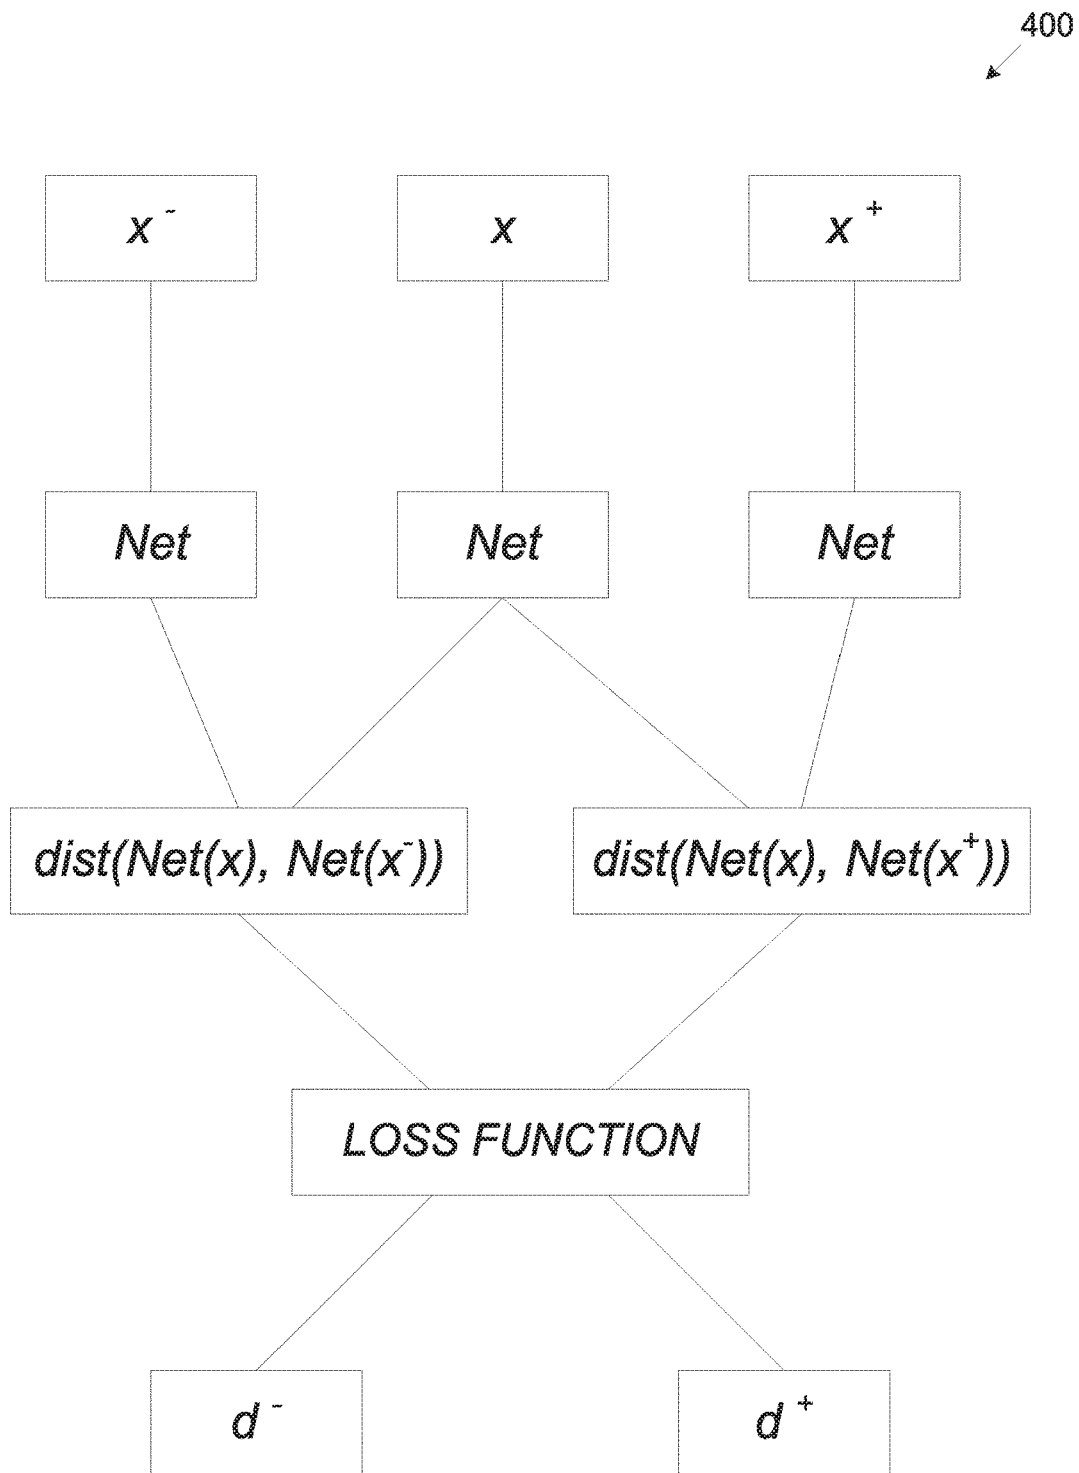 400
x ⁻ x x ⁺
Net Net Net
dist(Net(x), Net(x⁻)) dist(Net(x), Net(x⁺))
LOSS FUNCTION
d ⁻ d ⁺